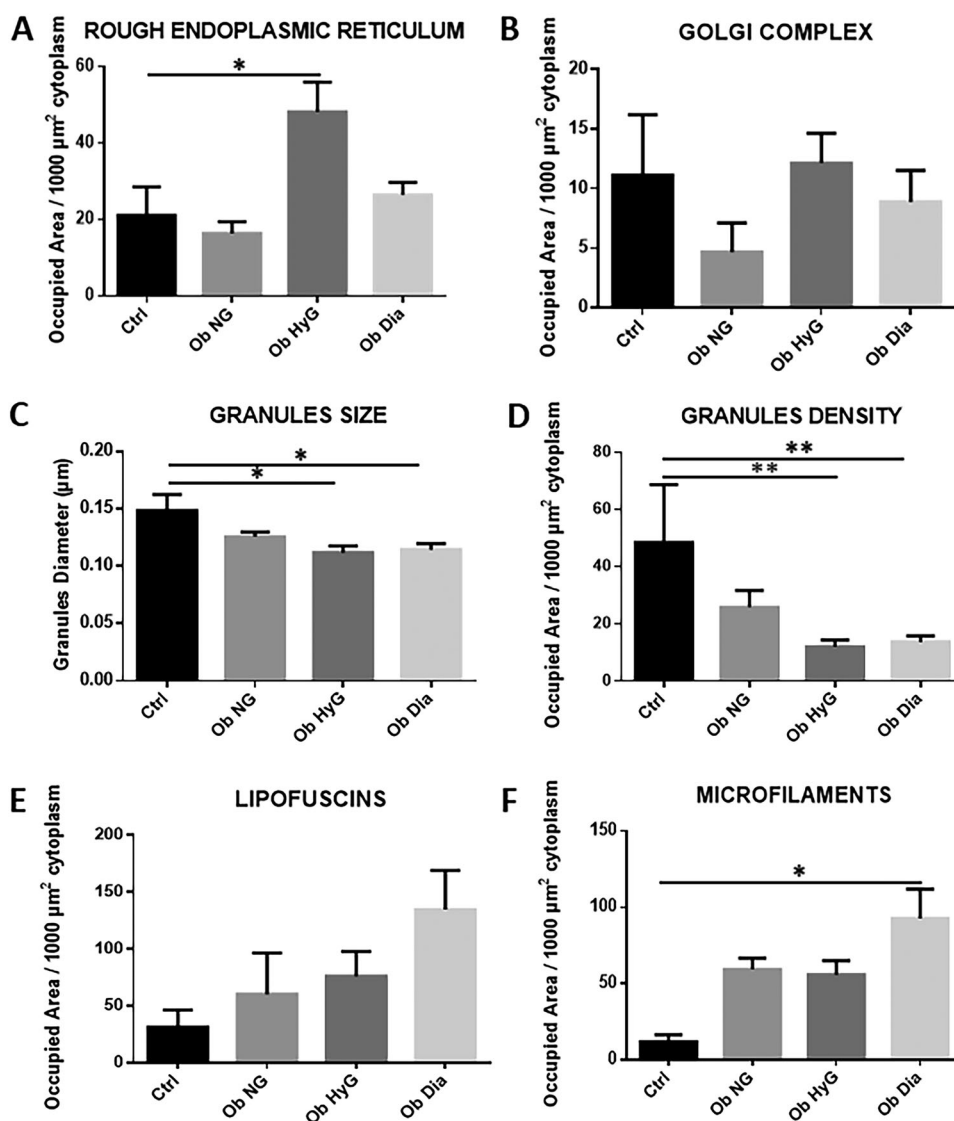 A
ROUGH ENDOPLASMIC RETICULUM
Occupied Area / 1000 µm² cytoplasm
60
40
20
0
*
Ctrl
Ob NG
Ob HyG
Ob Dia
B
GOLGI COMPLEX
Occupied Area / 1000 µm² cytoplasm
20
15
10
5
0
Ctrl
Ob NG
Ob HyG
Ob Dia
C
GRANULES SIZE
Granules Diameter (µm)
0.20
0.15
0.10
0.05
0.00
*
*
Ctrl
Ob NG
Ob HyG
Ob Dia
D
GRANULES DENSITY
Occupied Area / 1000 µm² cytoplasm
80
60
40
20
0
**
**
Ctrl
Ob NG
Ob HyG
Ob Dia
E
LIPOFUSCINS
Occupied Area / 1000 µm² cytoplasm
200
150
100
50
0
Ctrl
Ob NG
Ob HyG
Ob Dia
F
MICROFILAMENTS
Occupied Area / 1000 µm² cytoplasm
150
100
50
0
*
Ctrl
Ob NG
Ob HyG
Ob Dia